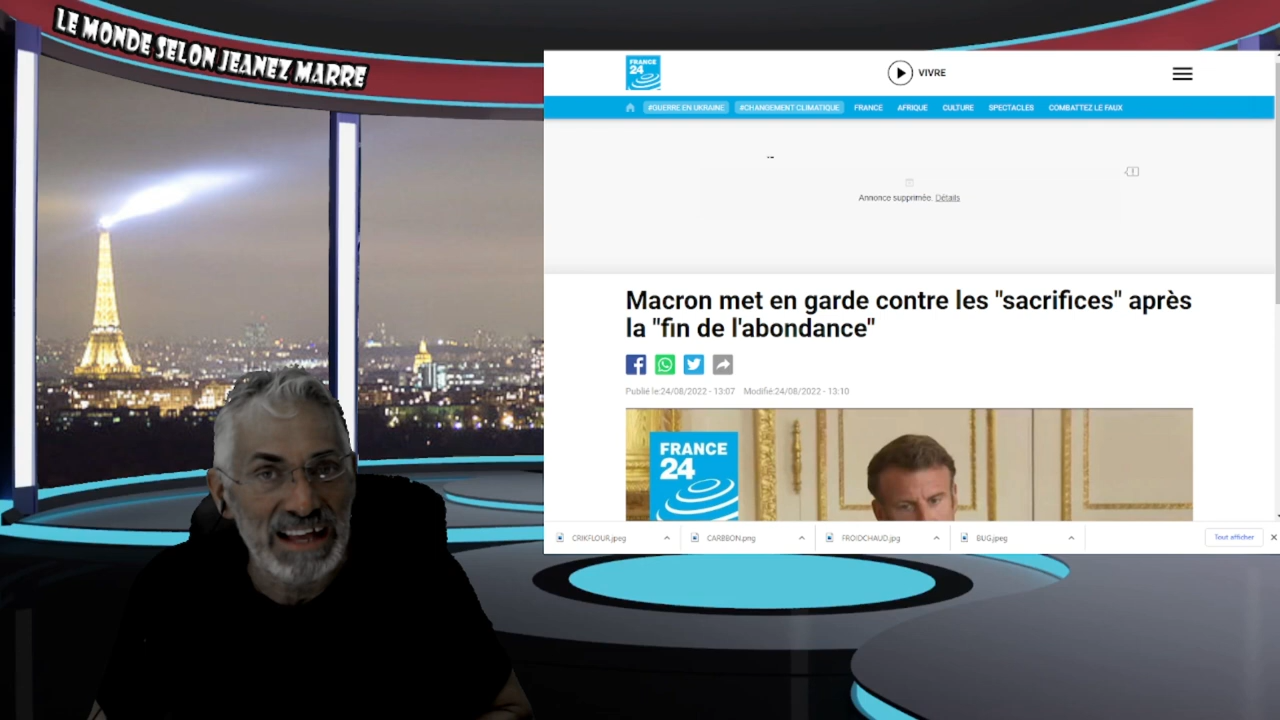 LE MONDE SELON JEANEZ MARRE
FRANCE
24
VIVRE
#GUERRE EN UKRAINE #CHANGEMENT CLIMATIQUE FRANCE AFRIQUE CULTURE SPECTACLES COMBATTEZ LE FAUX
Annonce supprimée. Détails
Macron met en garde contre les "sacrifices" après
la "fin de l'abondance"
Publié le:24/08/2022 - 13:07 Modifié:24/08/2022 - 13:10
FRANCE
24
CRIKFLOUR.jpeg CARBBON.png FROIDCHAUD.jpg BUG.jpeg Tout afficher